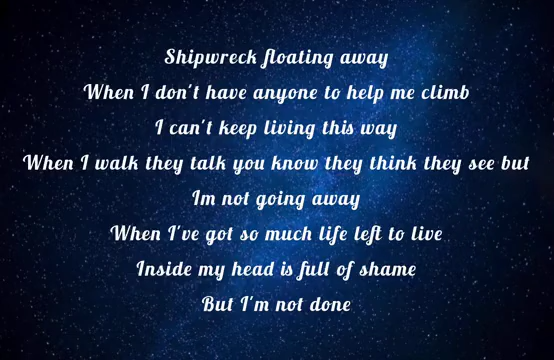 Shipwreck floating away
When I don't have anyone to help me climb
I can't keep living this way
When I walk they talk you know they think they see but
Im not going away
When I've got so much life left to live
Inside my head is full of shame
But I'm not done